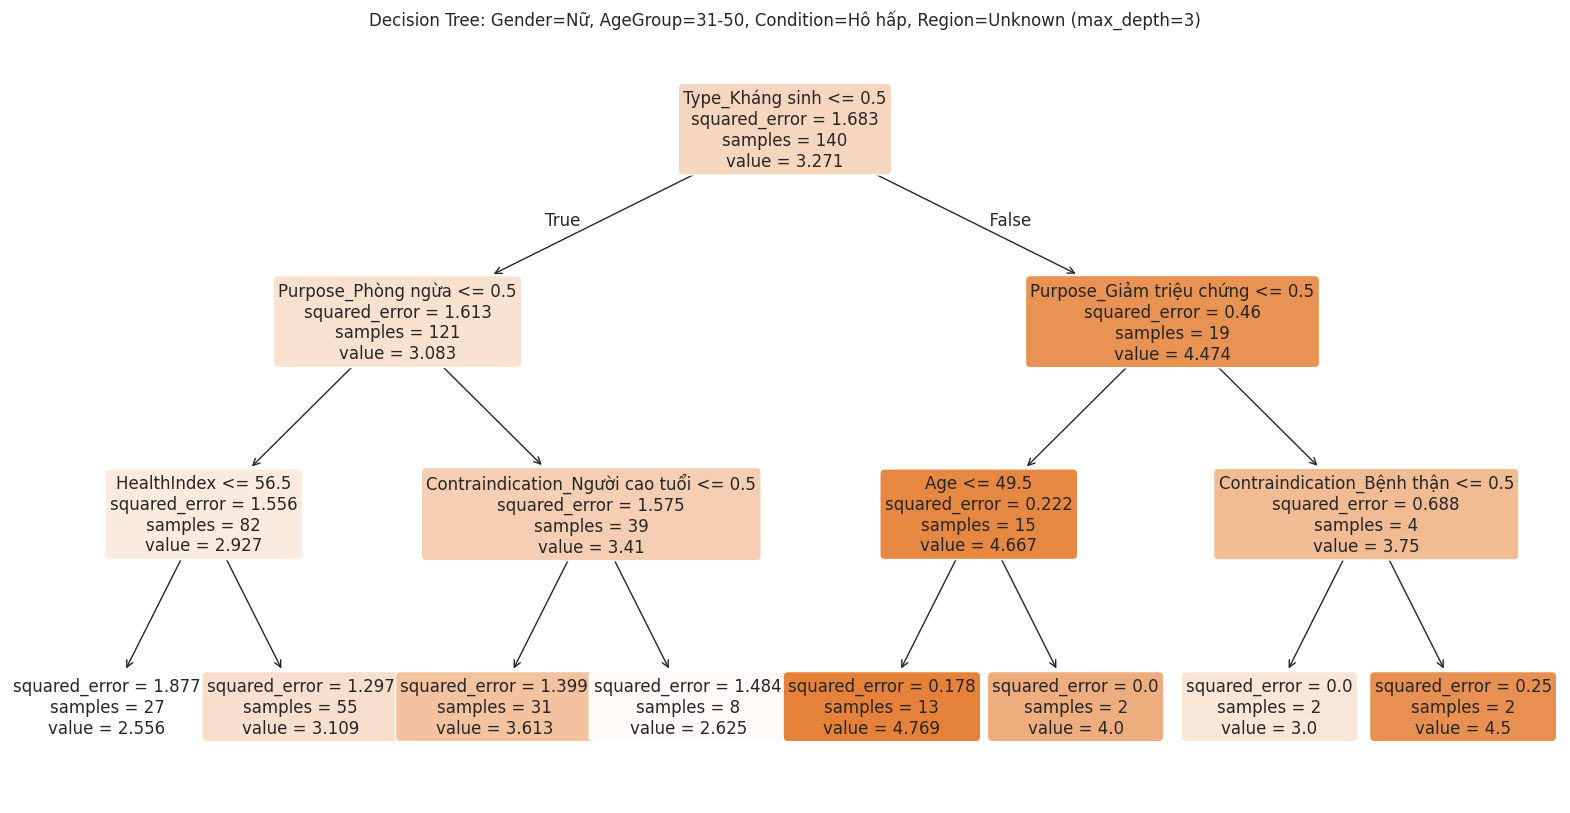 Decision Tree: Gender=Nữ, AgeGroup=31-50, Condition=Hô hấp, Region=Unknown (max_depth=3)
Type_Kháng sinh <= 0.5
squared_error = 1.683
samples = 140
value = 3.271
True
False
Purpose_Phòng ngừa <= 0.5
squared_error = 1.613
samples = 121
value = 3.083
Purpose_Giảm triệu chứng <= 0.5
squared_error = 0.46
samples = 19
value = 4.474
HealthIndex <= 56.5
squared_error = 1.556
samples = 82
value = 2.927
Contraindication_Người cao tuổi <= 0.5
squared_error = 1.575
samples = 39
value = 3.41
Age <= 49.5
squared_error = 0.222
samples = 15
value = 4.667
Contraindication_Bệnh thận <= 0.5
squared_error = 0.688
samples = 4
value = 3.75
squared_error = 1.877
samples = 27
value = 2.556
squared_error = 1.297
samples = 55
value = 3.109
squared_error = 1.399
samples = 31
value = 3.613
squared_error = 1.484
samples = 8
value = 2.625
squared_error = 0.178
samples = 13
value = 4.769
squared_error = 0.0
samples = 2
value = 4.0
squared_error = 0.0
samples = 2
value = 3.0
squared_error = 0.25
samples = 2
value = 4.5